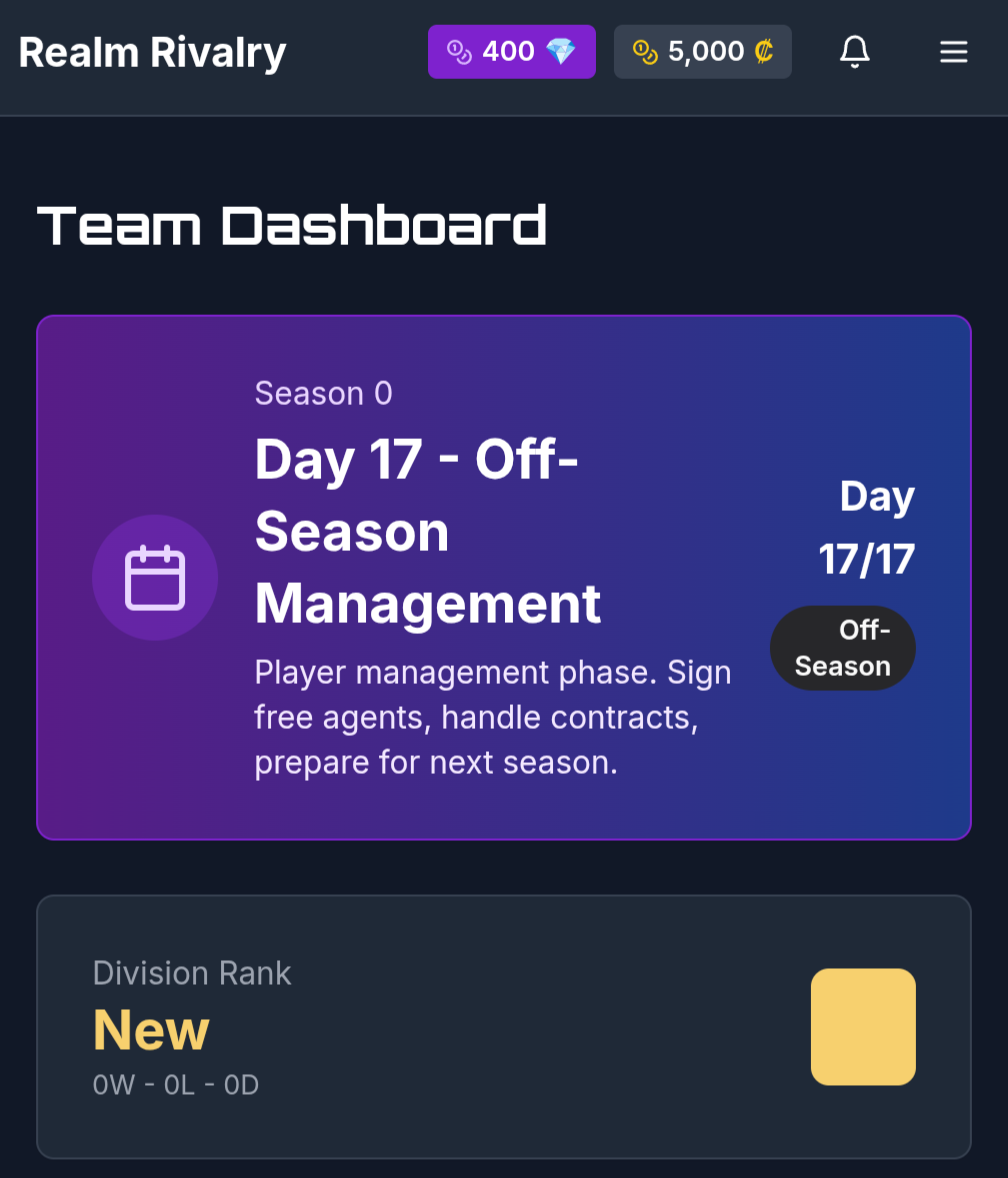 Realm Rivalry
400 💎
5,000 ₡
Team Dashboard
Season 0
Day 17 - Off-
Season
Management
Player management phase. Sign
free agents, handle contracts,
prepare for next season.
Day
17/17
Off-
Season
Division Rank
New
0W - 0L - 0D